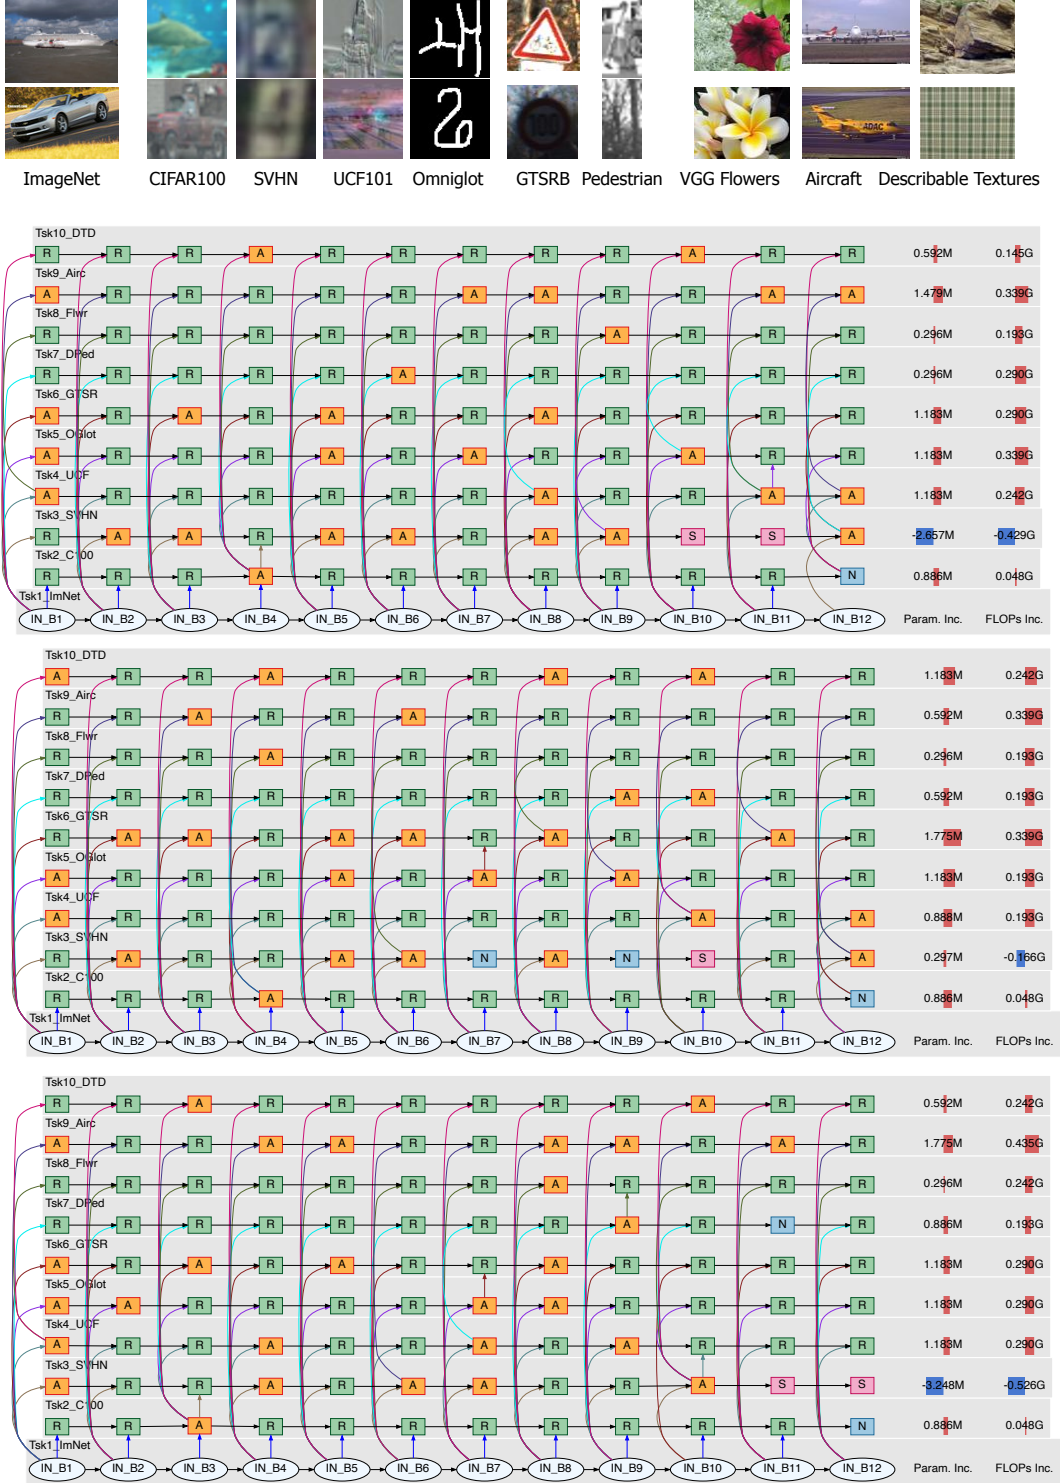 ImageNet CIFAR100 SVHN UCF101 Omniglot GTSRB Pedestrian VGG Flowers Aircraft Describable Textures
Tsk10_DTD
R R R A R R R R R A R R 0.592M 0.145G
Tsk9_Airc
A R R R R R A A R R A A 1.479M 0.339G
Tsk8_Flwr
R R R R R R R R A R R R 0.296M 0.193G
Tsk7_DPed
R R R R R A R R R R R R 0.296M 0.290G
Tsk6_GTSR
A R A R A R R A R R R R 1.183M 0.290G
Tsk5_OGlot
A R R R A R A R R A R R 1.183M 0.339G
Tsk4_UCF
A R R R R R R A R R A A 1.183M 0.242G
Tsk3_SVHN
R A A R A A R A A S S A -2.657M -0.429G
Tsk2_C100
R R R A R R R R R R R N 0.886M 0.048G
Tsk1_ImNet
IN_B1 IN_B2 IN_B3 IN_B4 IN_B5 IN_B6 IN_B7 IN_B8 IN_B9 IN_B10 IN_B11 IN_B12 Param. Inc. FLOPs Inc.
Tsk10_DTD
A R R A R R R A R A R R 1.183M 0.242G
Tsk9_Airc
R R A R R A R R R R R R 0.592M 0.339G
Tsk8_Flwr
R R R A R R R R R R R R 0.296M 0.193G
Tsk7_DPed
R R R R R R R R A A R R 0.592M 0.193G
Tsk6_GTSR
R A A R A A R A R R A R 1.775M 0.339G
Tsk5_OGlot
A R R R A R A R A R R R 1.183M 0.193G
Tsk4_UCF
A R R R R R R R R A R A 0.888M 0.193G
Tsk3_SVHN
R A R R A A N A N S R A 0.297M -0.166G
Tsk2_C100
R R R A R R R R R R R N 0.886M 0.048G
Tsk1_ImNet
IN_B1 IN_B2 IN_B3 IN_B4 IN_B5 IN_B6 IN_B7 IN_B8 IN_B9 IN_B10 IN_B11 IN_B12 Param. Inc. FLOPs Inc.
Tsk10_DTD
R R A R R R R R R A R R 0.592M 0.242G
Tsk9_Airc
A R R A A R R A A R A R 1.775M 0.435G
Tsk8_Flwr
R R R R R R R A R R R R 0.296M 0.242G
Tsk7_DPed
R R R R R R R R A R N R 0.886M 0.193G
Tsk6_GTSR
A R A R A R R A R R R R 1.183M 0.290G
Tsk5_OGlot
A A R R R R A A R R R R 1.183M 0.290G
Tsk4_UCF
A R R A R R A R A R R R 1.183M 0.290G
Tsk3_SVHN
A R R A R A A R R A S S -3.248M -0.526G
Tsk2_C100
R R A R R R R R R R R N 0.886M 0.048G
Tsk1_ImNet
IN_B1 IN_B2 IN_B3 IN_B4 IN_B5 IN_B6 IN_B7 IN_B8 IN_B9 IN_B10 IN_B11 IN_B12 Param. Inc. FLOPs Inc.